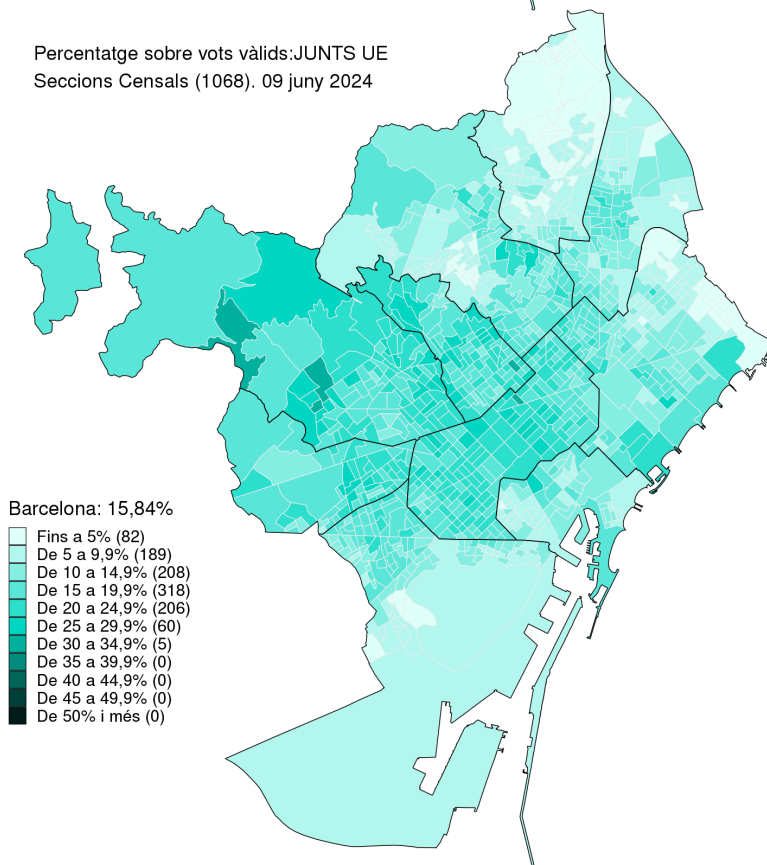 Percentatge sobre vots vàlids:JUNTS UE
Seccions Censals (1068). 09 juny 2024
Barcelona: 15,84%
Fins a 5% (82)
De 5 a 9,9% (189)
De 10 a 14,9% (208)
De 15 a 19,9% (318)
De 20 a 24,9% (206)
De 25 a 29,9% (60)
De 30 a 34,9% (5)
De 35 a 39,9% (0)
De 40 a 44,9% (0)
De 45 a 49,9% (0)
De 50% i més (0)